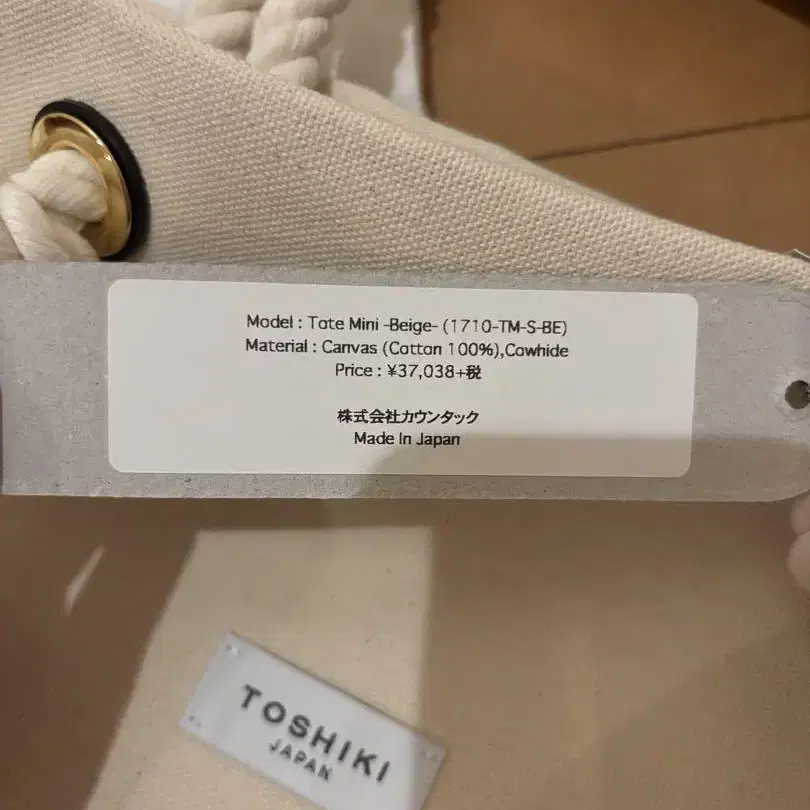 Model : Tote Mini -Beige- (1710-TM-S-BE)
Material : Canvas (Cotton 100%),Cowhide
Price : ¥37,038+税
株式会社カウンタック
Made In Japan
TOSHIKI
JAPAN